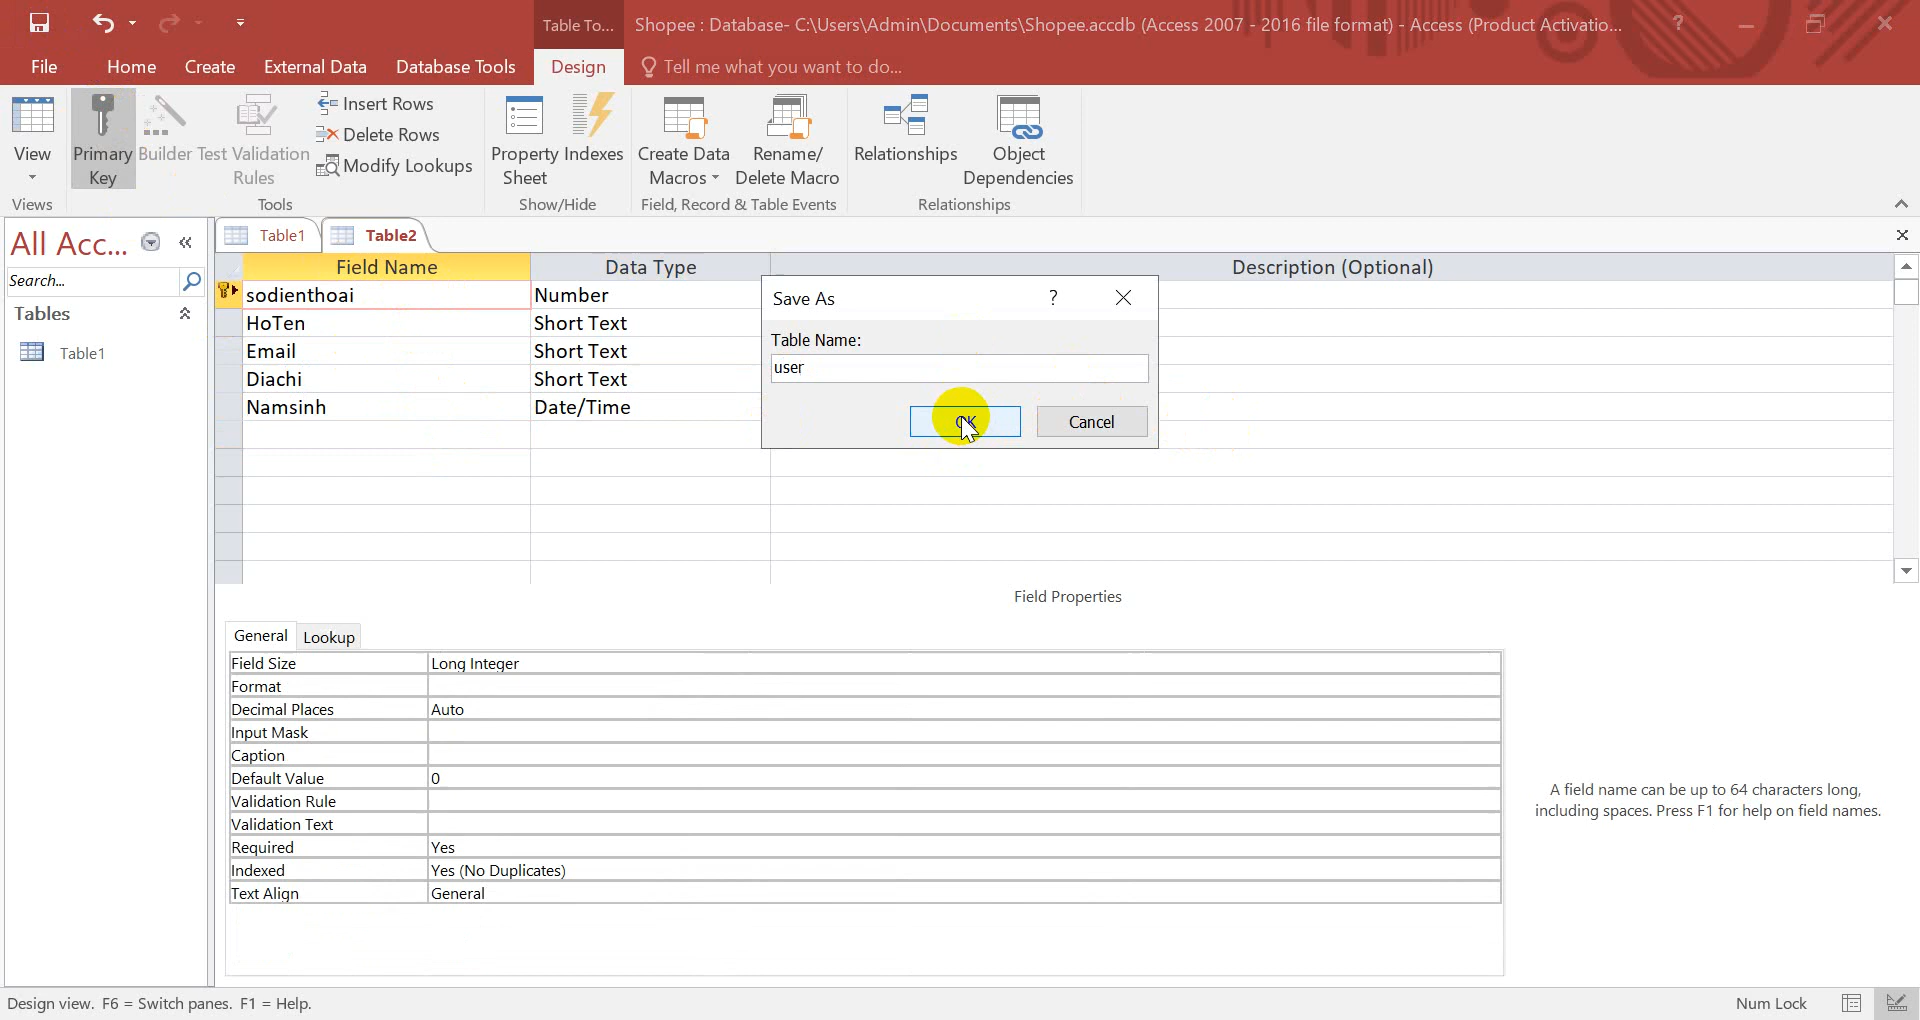 Table To...
Shopee : Database- C:\Users\Admin\Documents\Shopee.accdb (Access 2007 - 2016 file format) - Access (Product Activatio...
?
File
Home
Create
External Data
Database Tools
Design
Tell me what you want to do...
View
Primary Key
Builder
Test Validation Rules
Insert Rows
Delete Rows
Modify Lookups
Property Sheet
Indexes
Create Data Macros
Rename/ Delete Macro
Relationships
Object Dependencies
Views
Tools
Show/Hide
Field, Record & Table Events
Relationships
All Acc...
Search...
Tables
Table1
Table1
Table2
Field Name
Data Type
Description (Optional)
sodienthoai
Number
HoTen
Short Text
Email
Short Text
Diachi
Short Text
Namsinh
Date/Time
Save As
?
Table Name:
user
OK
Cancel
Field Properties
General
Lookup
Field Size
Long Integer
Format
Decimal Places
Auto
Input Mask
Caption
Default Value
0
Validation Rule
Validation Text
Required
Yes
Indexed
Yes (No Duplicates)
Text Align
General
A field name can be up to 64 characters long,
including spaces. Press F1 for help on field names.
Design view. F6 = Switch panes. F1 = Help.
Num Lock